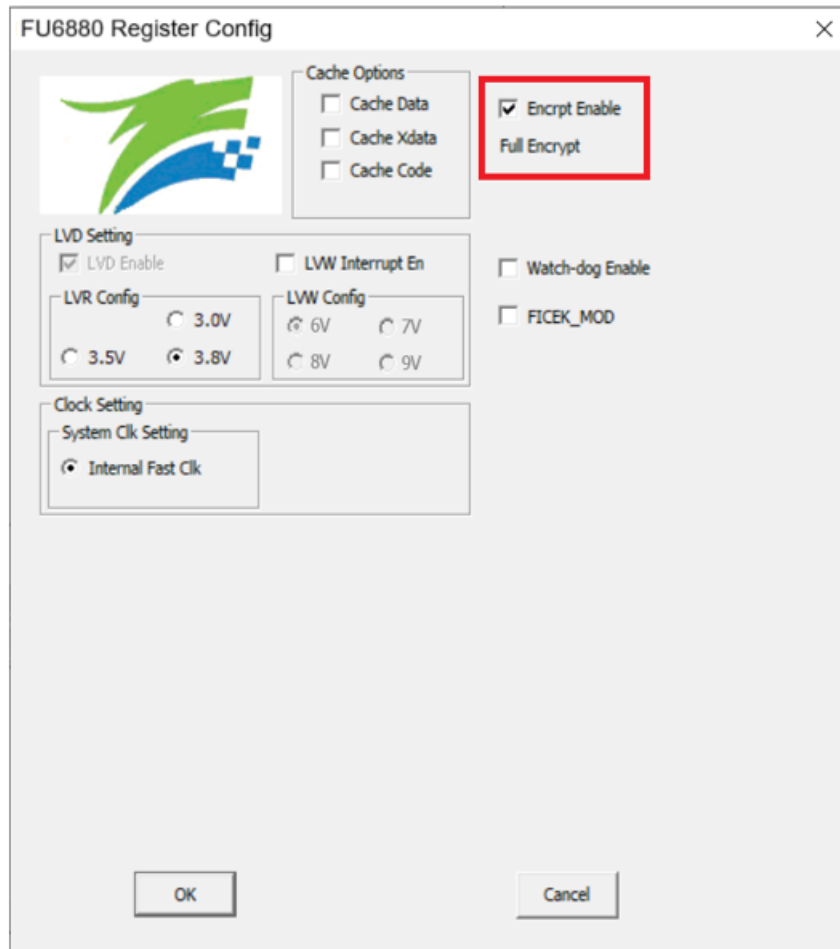 FU6880 Register Config
Cache Options
Cache Data
Cache Xdata
Cache Code
Encrpt Enable
Full Encrypt
LVD Setting
LVD Enable
LVW Interrupt En
LVR Config
3.0V
3.5V
3.8V
LVW Config
6V
7V
8V
9V
Watch-dog Enable
FICEK_MOD
Clock Setting
System Clk Setting
Internal Fast Clk
OK
Cancel